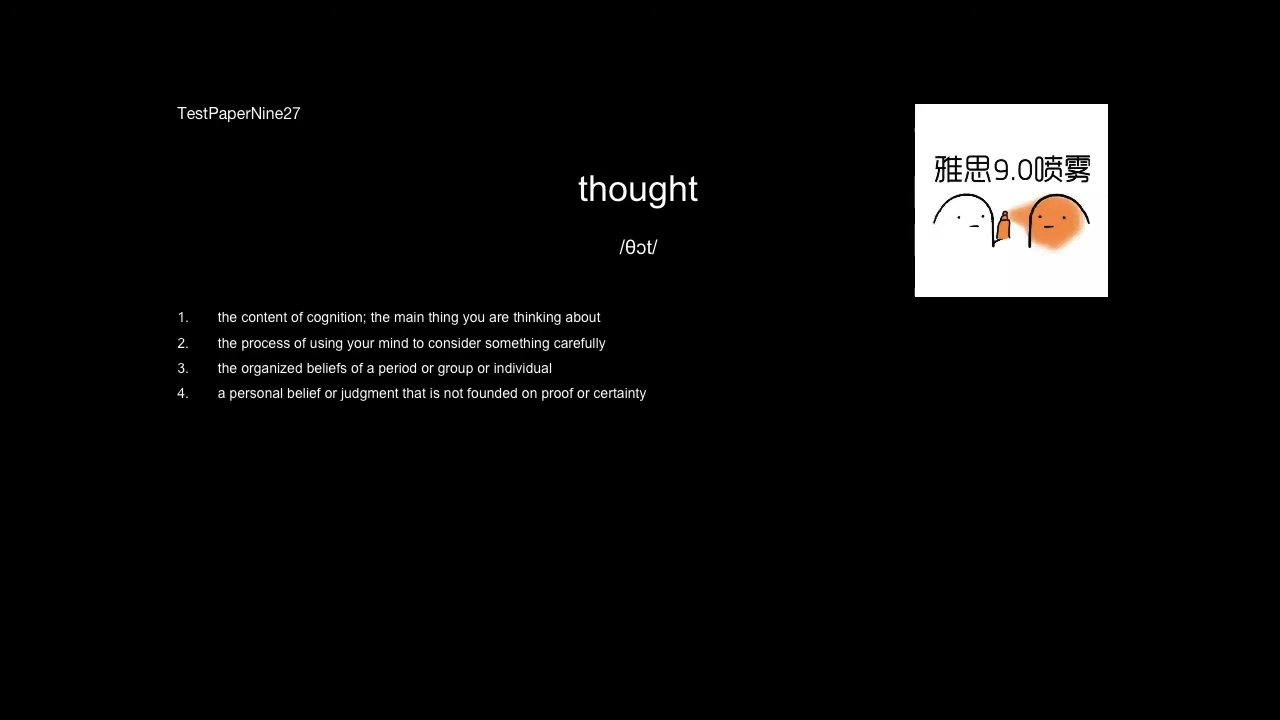 TestPaperNine27
雅思9.0喷雾
thought
/θɔt/
1. the content of cognition; the main thing you are thinking about
2. the process of using your mind to consider something carefully
3. the organized beliefs of a period or group or individual
4. a personal belief or judgment that is not founded on proof or certainty